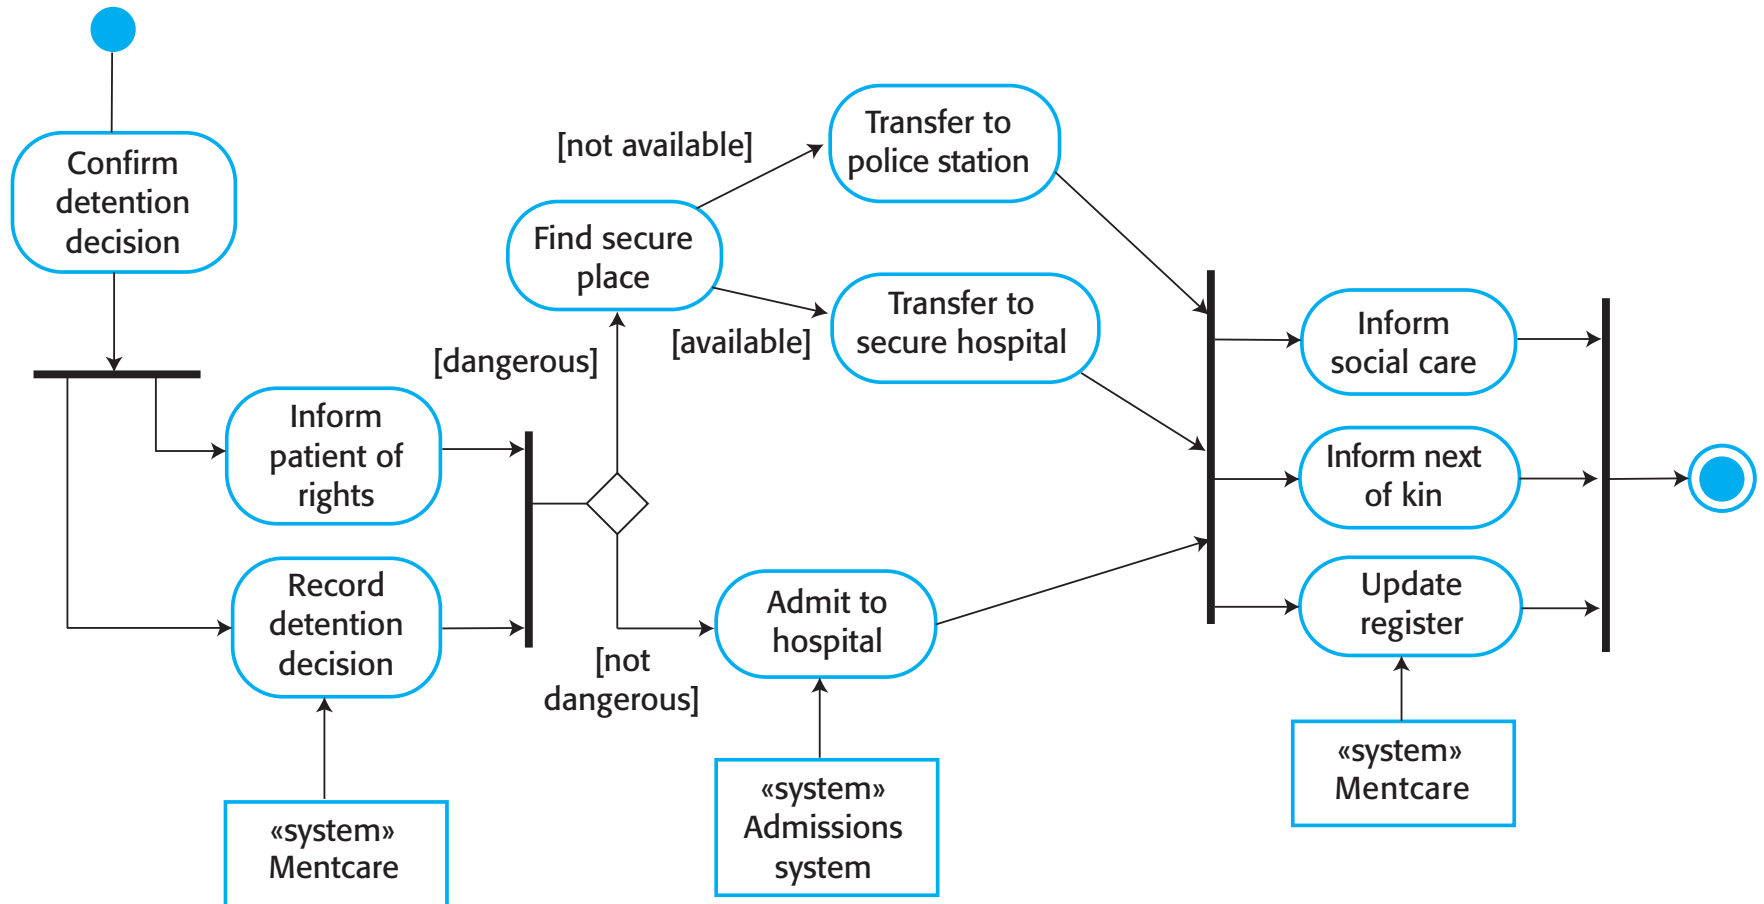 Confirm
detention
decision
Inform
patient of
rights
Record
detention
decision
«system»
Mentcare
[dangerous]
[not
dangerous]
Find secure
place
[not available]
[available]
Transfer to
police station
Transfer to
secure hospital
Admit to
hospital
«system»
Admissions
system
Inform
social care
Inform next
of kin
Update
register
«system»
Mentcare